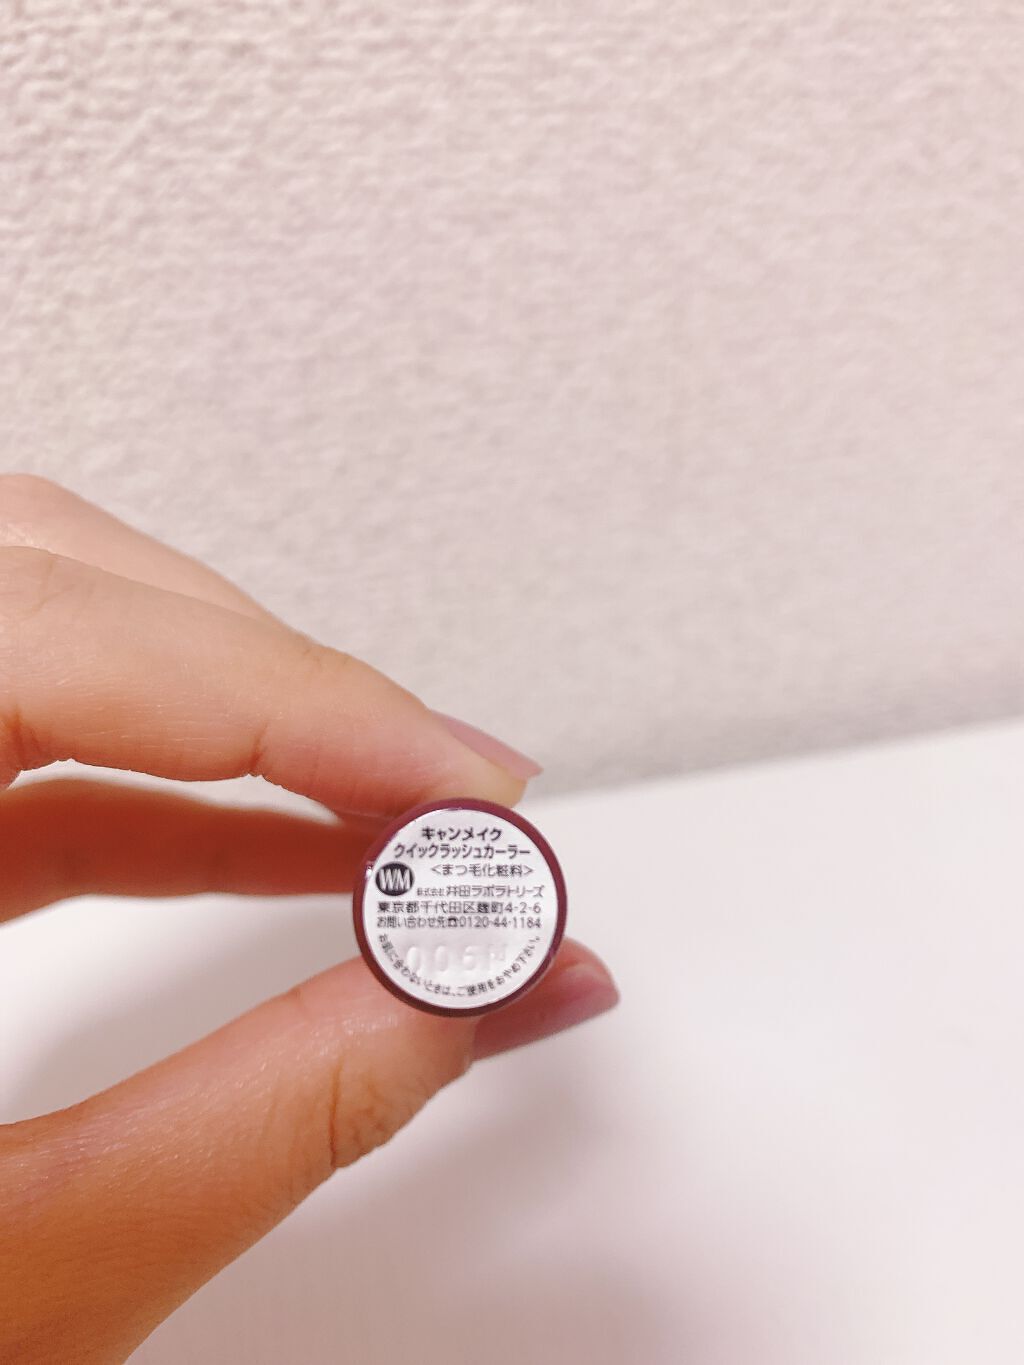 キャンメイク
クイックラッシュカーラー
<まつ毛化粧料>
WM
株式会社 井田ラボラトリーズ
東京都千代田区麹町4-2-6
お問い合わせ先☎0120-44-1184
お肌に合わないときは、ご使用をおやめ下さい。